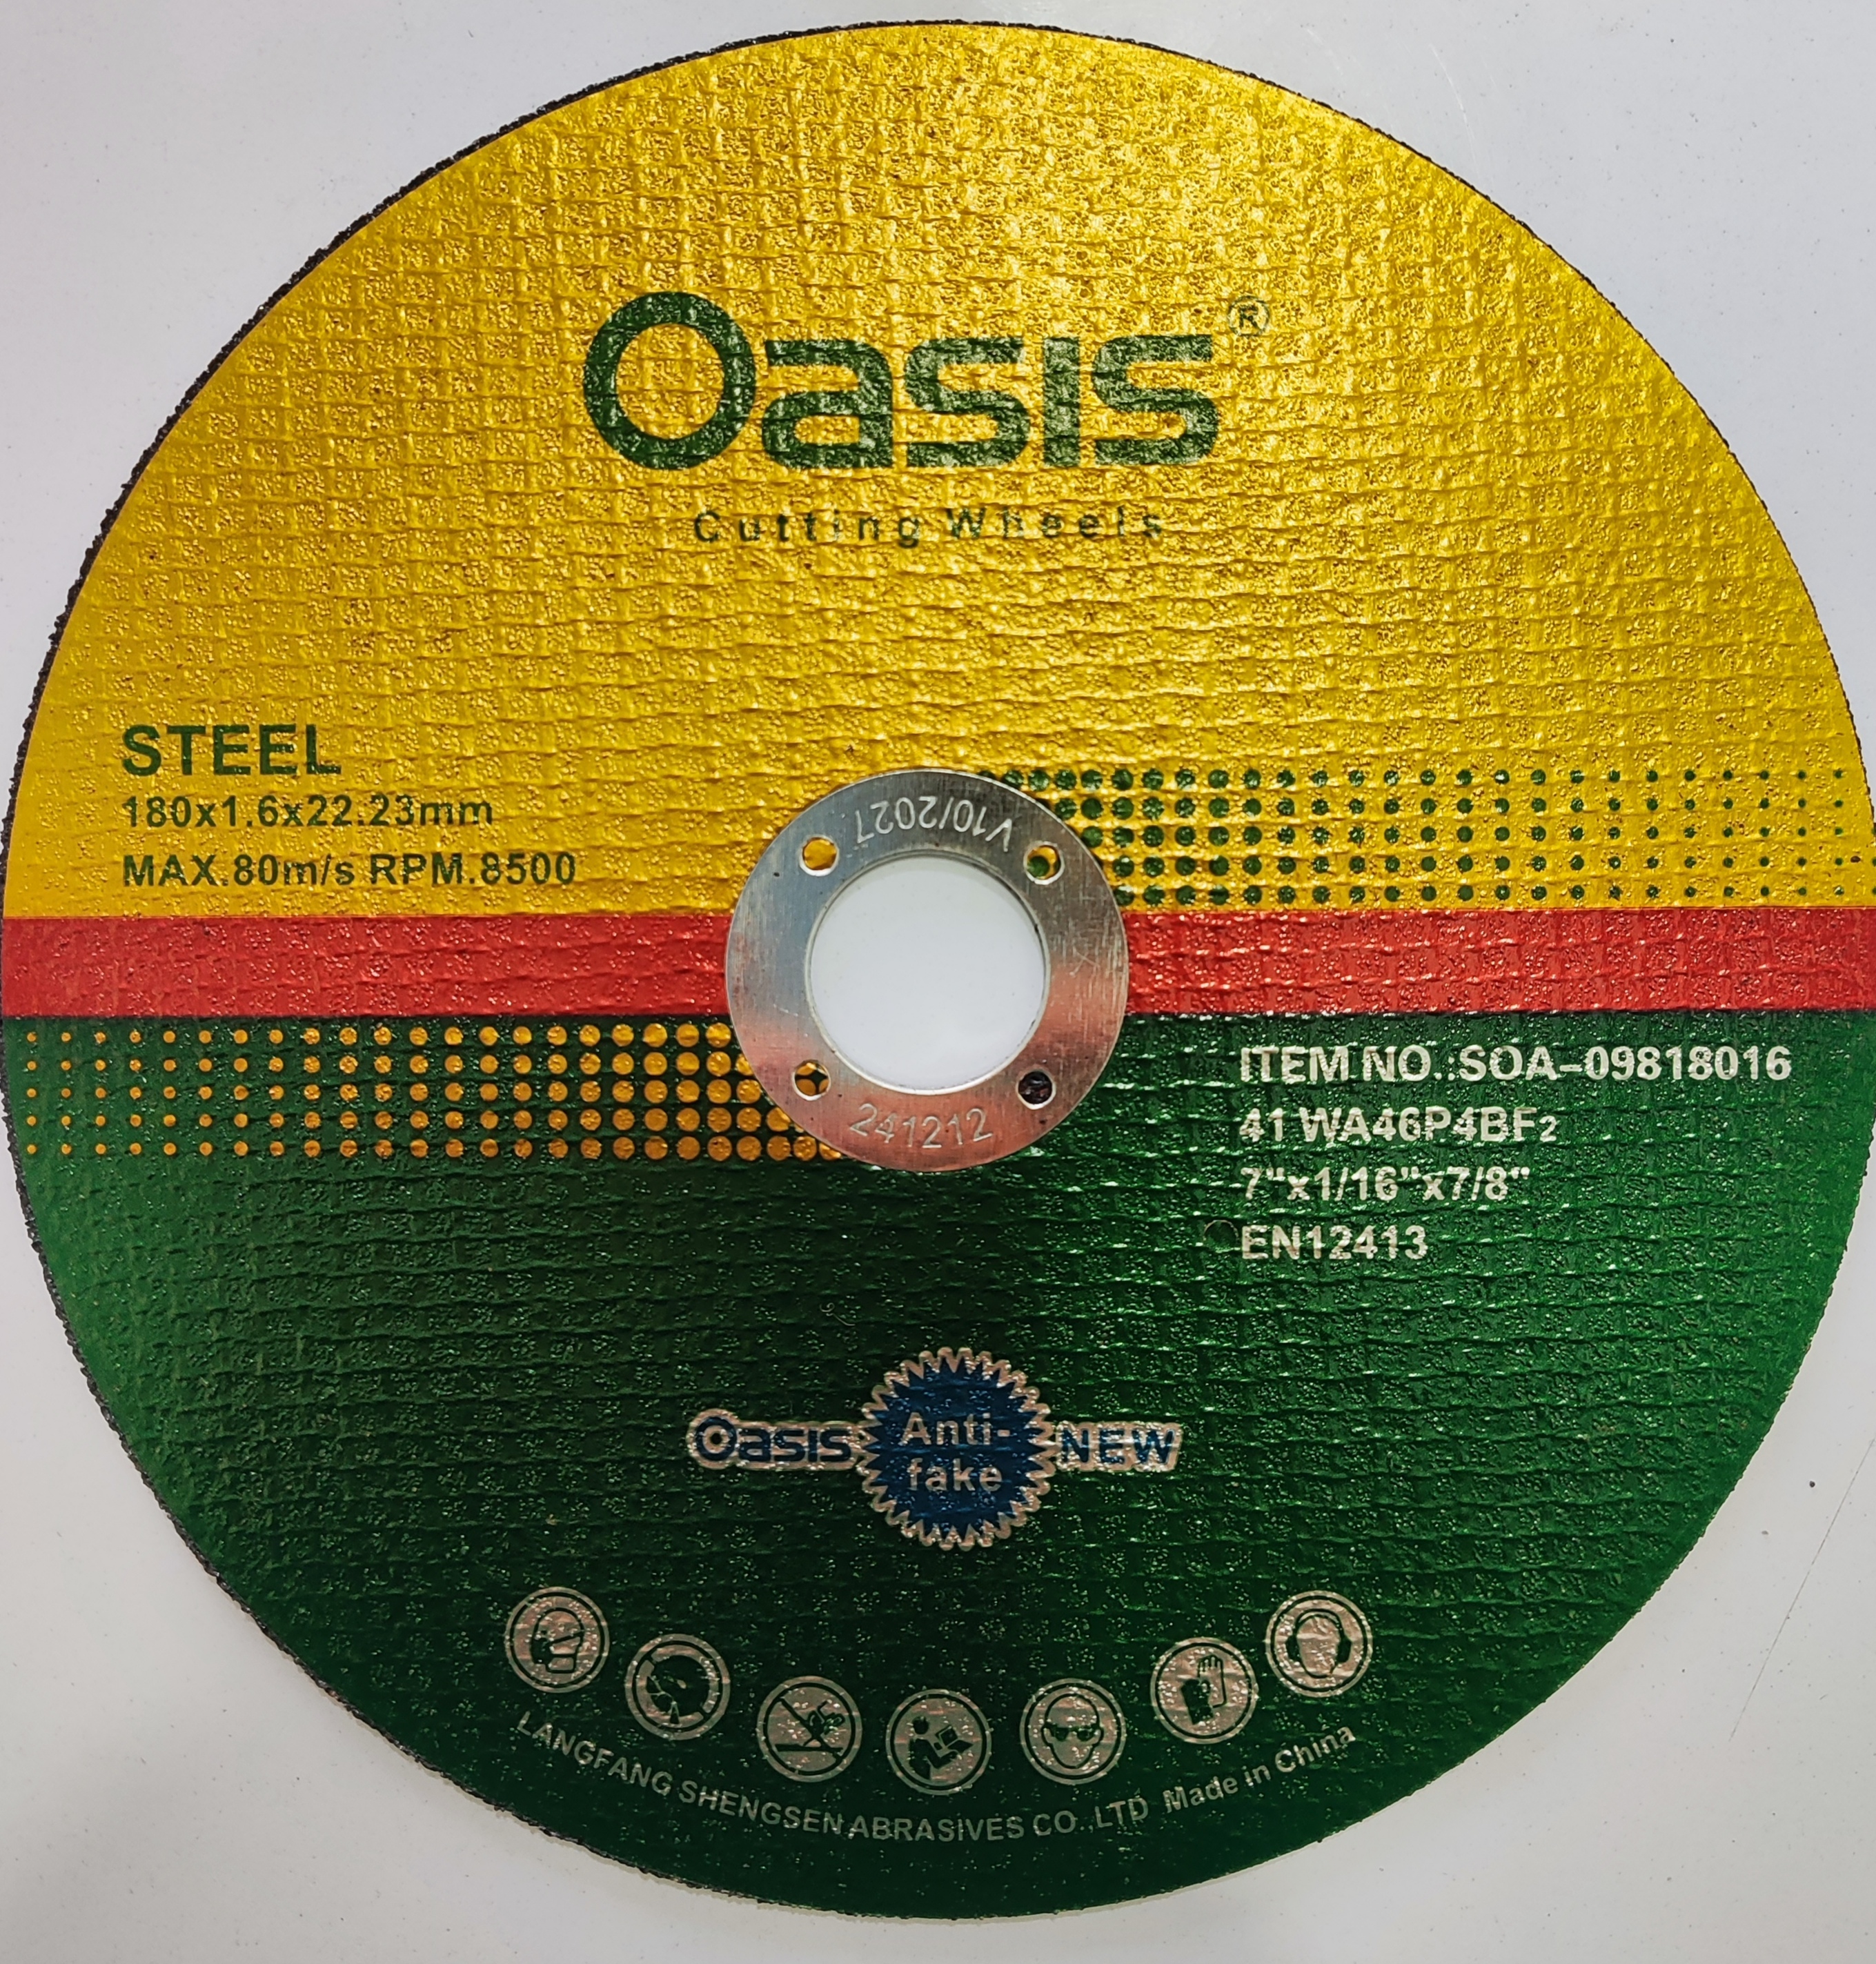 Oasis®
Cutting Wheels
STEEL
180x1.6x22.23mm
MAX.80m/s RPM.8500
V10/2027
241212
ITEM NO.:SOA-09818016
41 WA46P4BF2
7"x1/16"x7/8"
EN12413
Oasis Anti-fake NEW
LANGFANG SHENGSEN ABRASIVES CO.,LTD Made in China